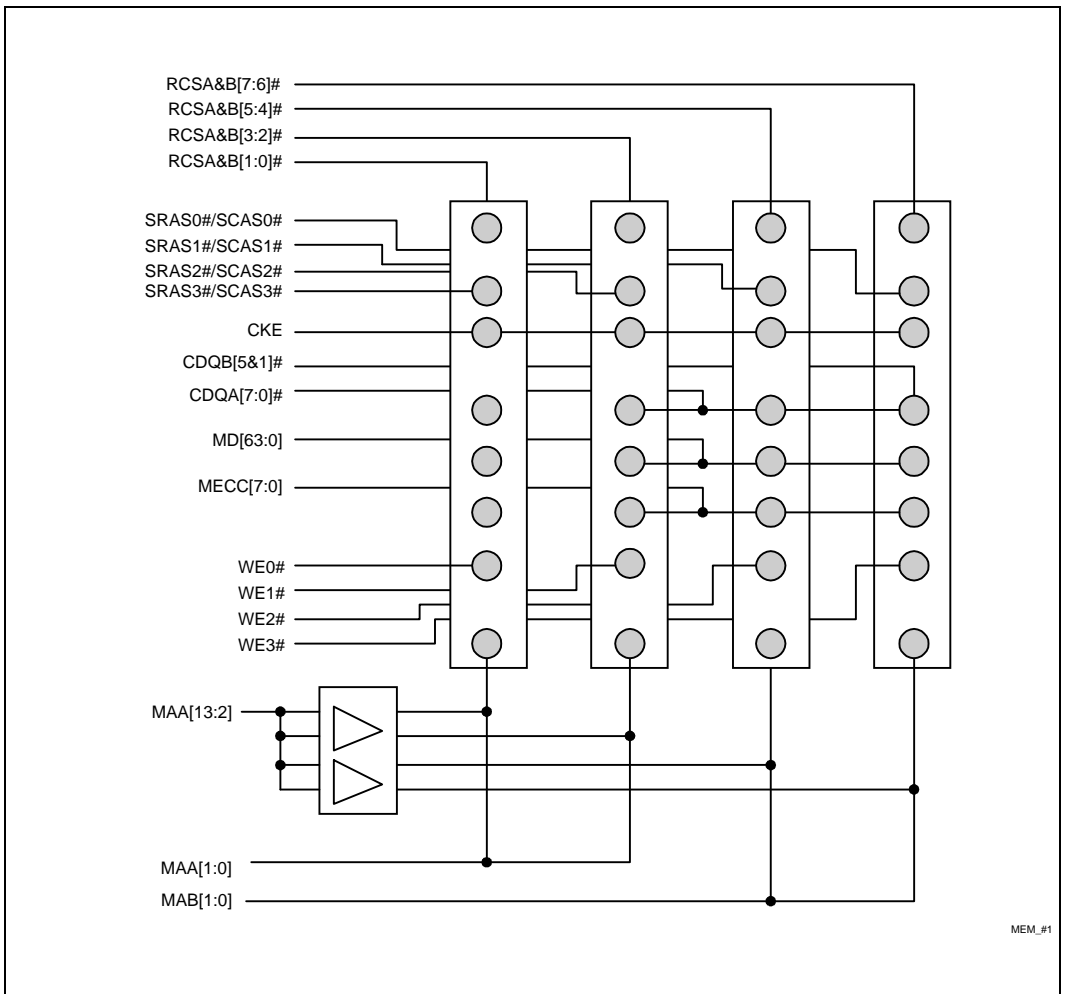 RCSA&B[7:6]#
RCSA&B[5:4]#
RCSA&B[3:2]#
RCSA&B[1:0]#
SRAS0#/SCAS0#
SRAS1#/SCAS1#
SRAS2#/SCAS2#
SRAS3#/SCAS3#
CKE
CDQB[5&1]#
CDQA[7:0]#
MD[63:0]
MECC[7:0]
WE0#
WE1#
WE2#
WE3#
MAA[13:2]
MAA[1:0]
MAB[1:0]
MEM_#1